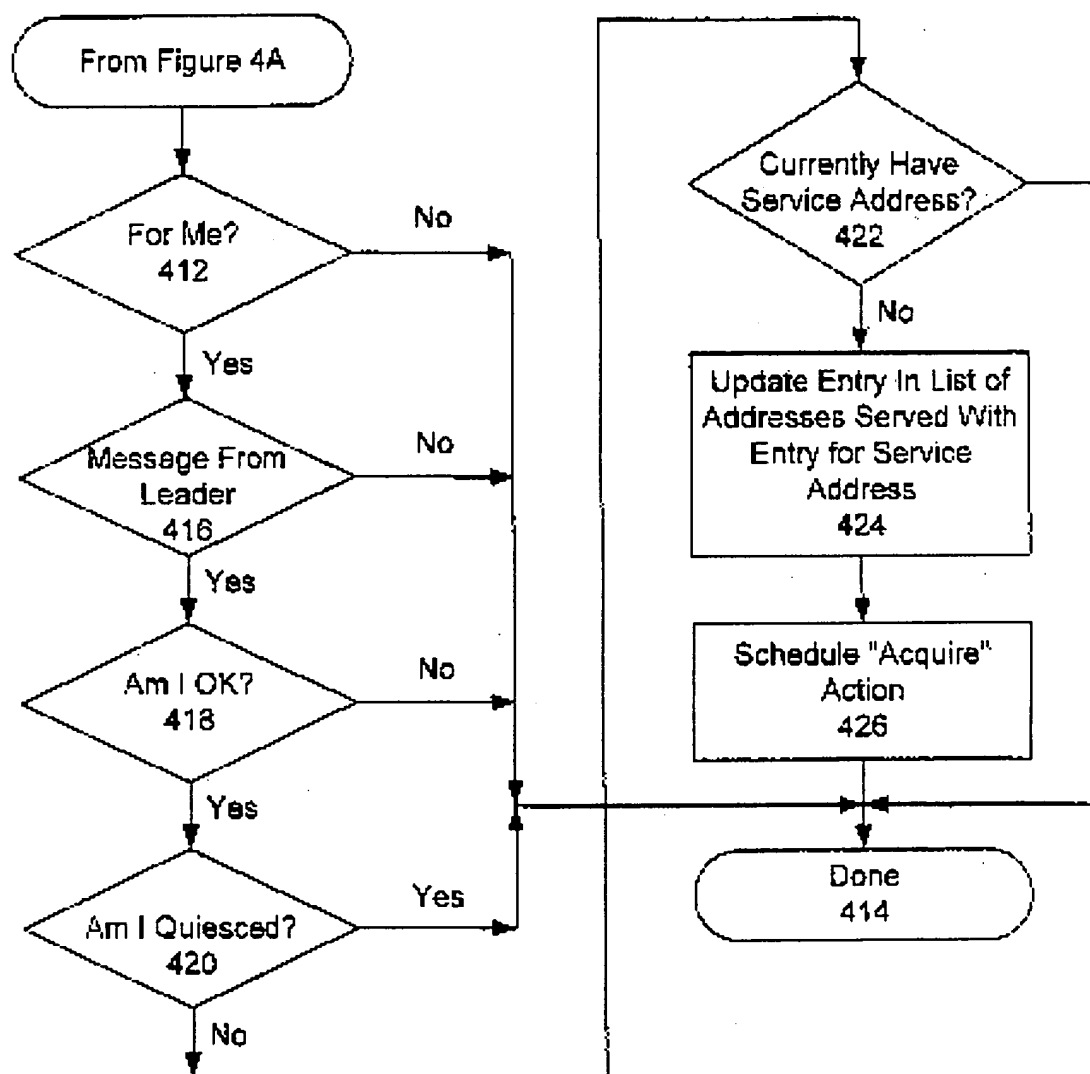 From Figure 4A
For Me?
412
No
Yes
Message From
Leader
416
No
Yes
Am I OK?
418
No
Yes
Am I Quiesced?
420
Yes
No
Currently Have
Service Address?
422
No
Update Entry In List of
Addresses Served With
Entry for Service
Address
424
Schedule "Acquire"
Action
426
Done
414